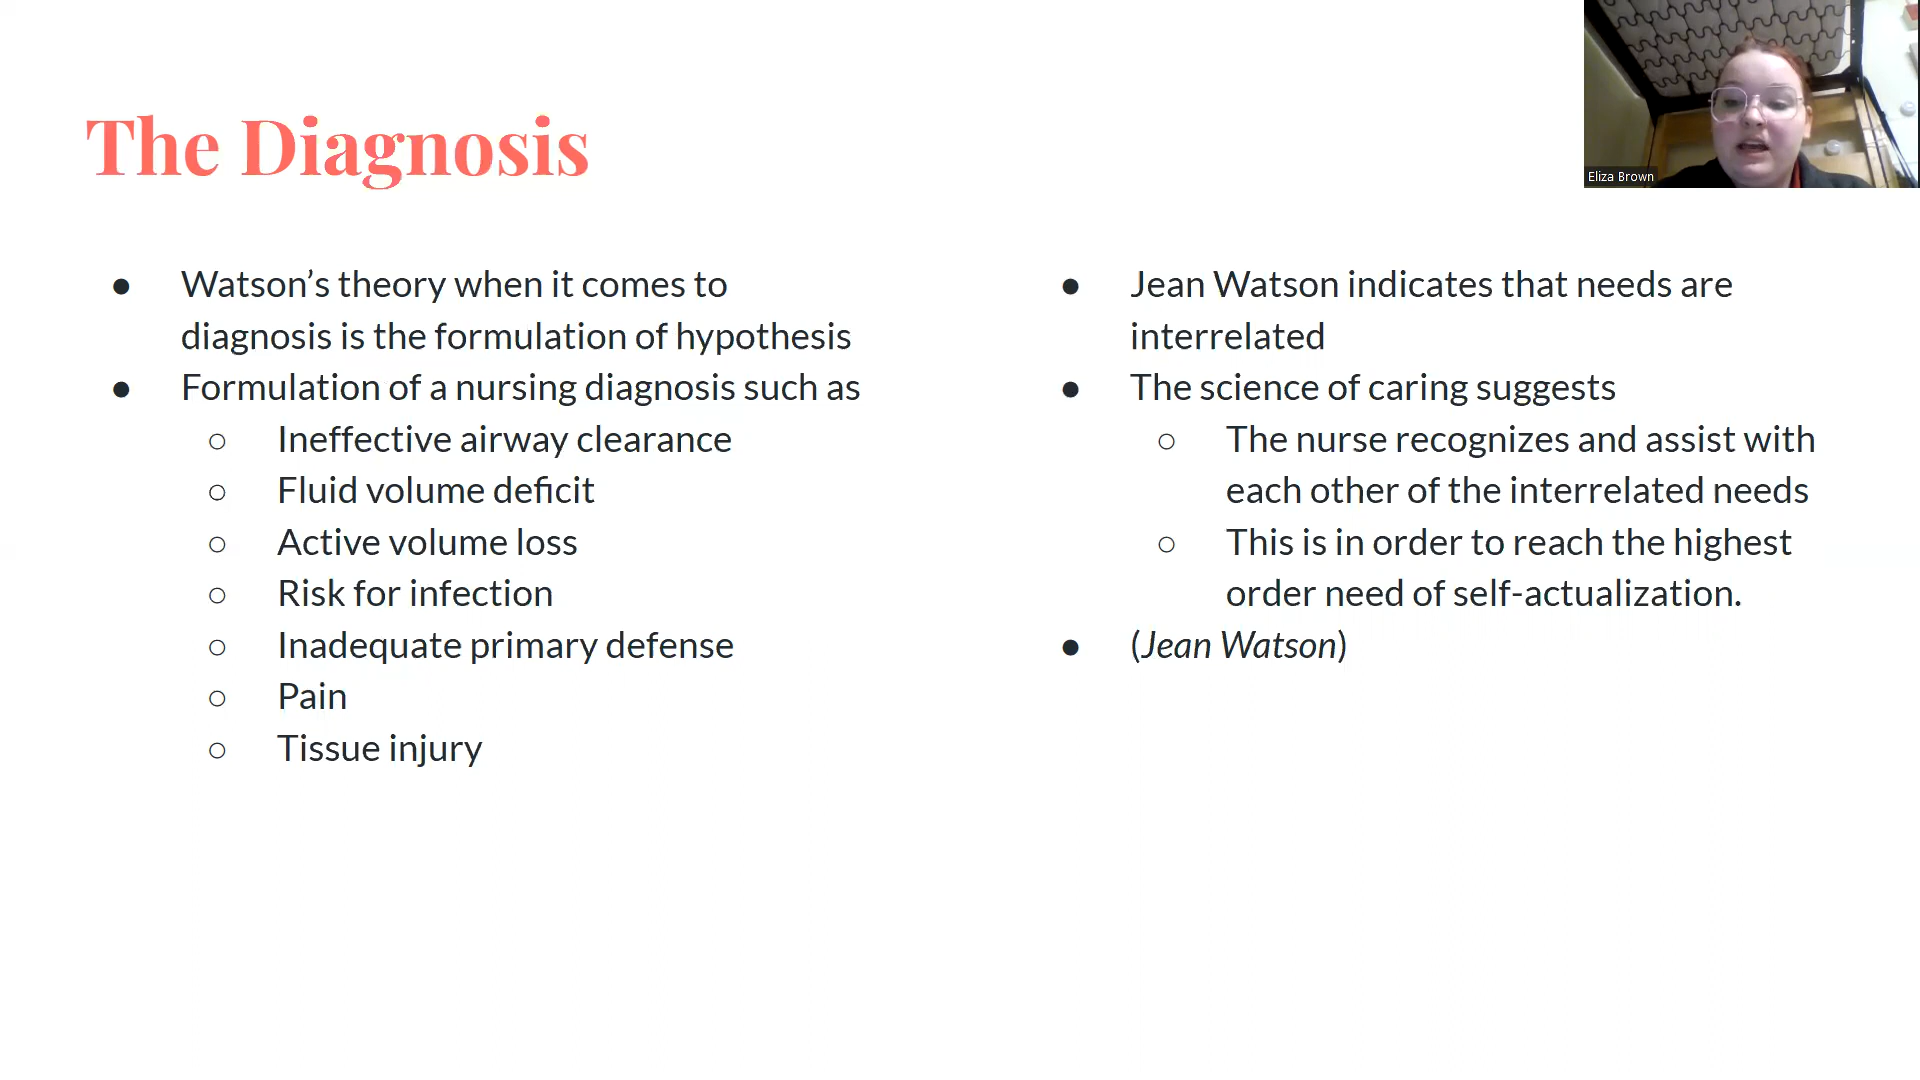 The Diagnosis
Eliza Brown
● Watson’s theory when it comes to
diagnosis is the formulation of hypothesis
● Formulation of a nursing diagnosis such as
○ Ineffective airway clearance
○ Fluid volume deficit
○ Active volume loss
○ Risk for infection
○ Inadequate primary defense
○ Pain
○ Tissue injury
● Jean Watson indicates that needs are
interrelated
● The science of caring suggests
○ The nurse recognizes and assist with
each other of the interrelated needs
○ This is in order to reach the highest
order need of self-actualization.
● (Jean Watson)